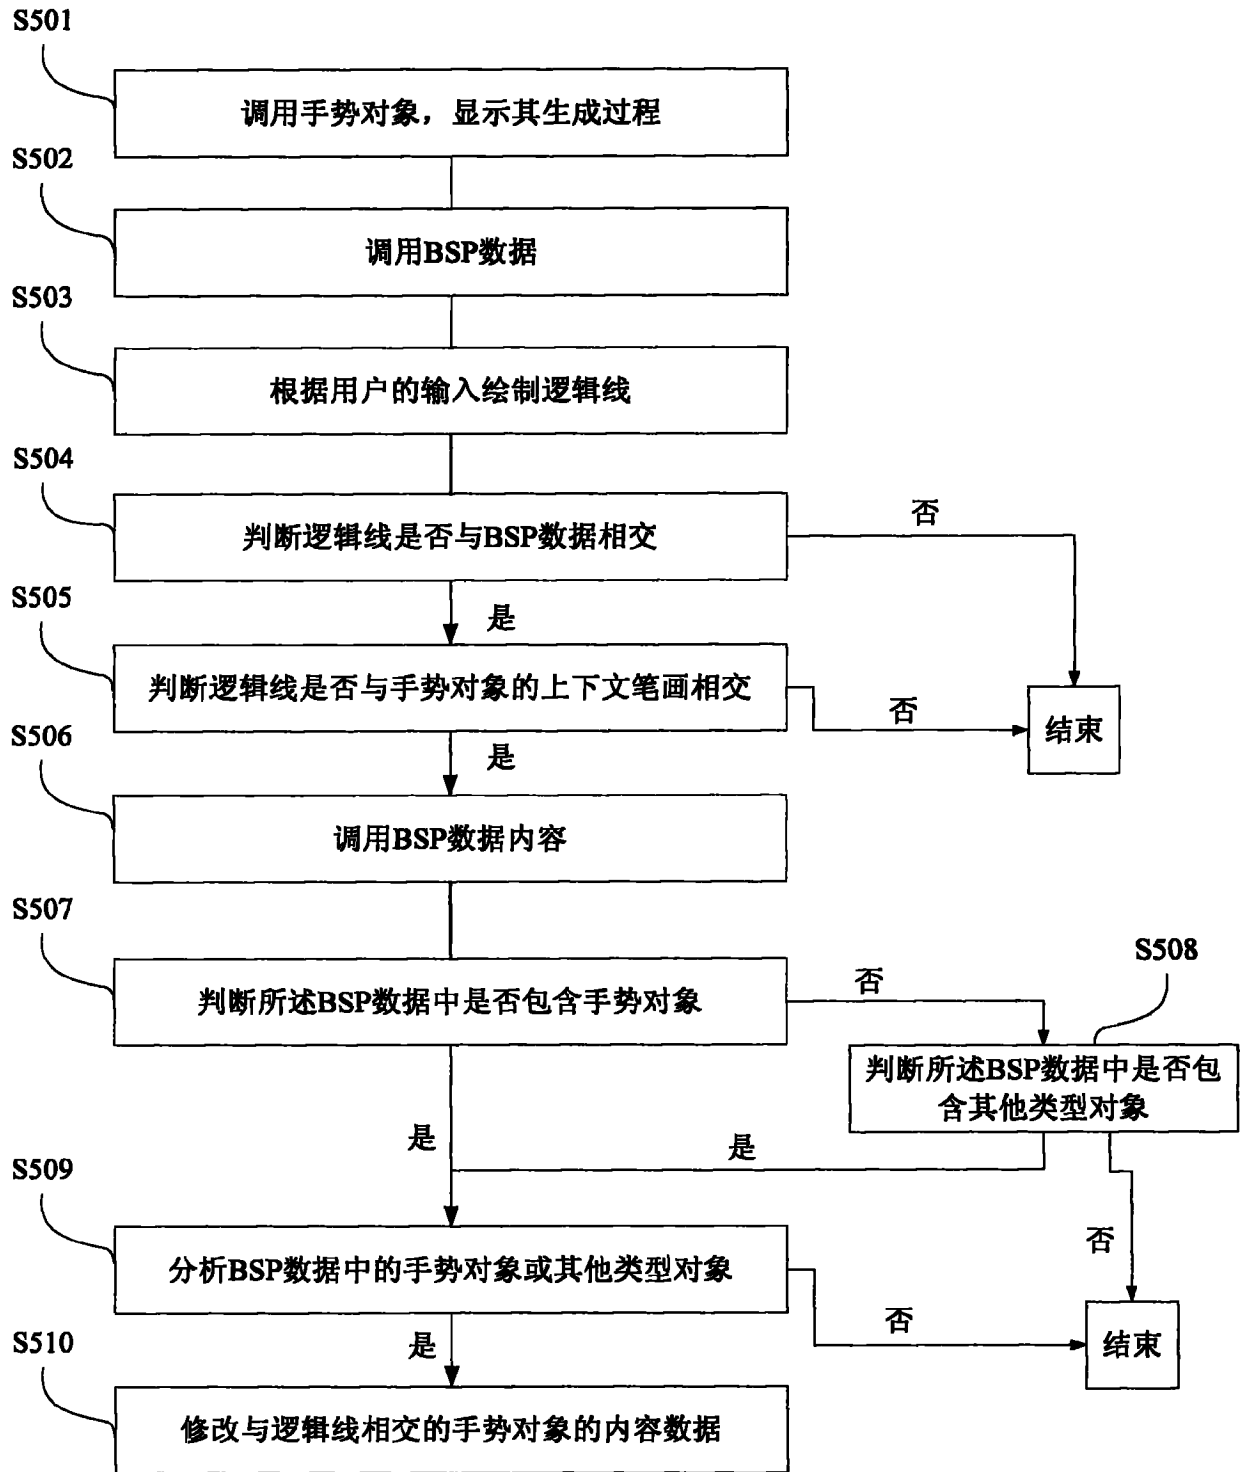 S501
调用手势对象，显示其生成过程
S502
调用BSP数据
S503
根据用户的输入绘制逻辑线
S504
判断逻辑线是否与BSP数据相交
否
S505
是
判断逻辑线是否与手势对象的上下文笔画相交
否
结束
S506
是
调用BSP数据内容
S507
判断所述BSP数据中是否包含手势对象
否
S508
判断所述BSP数据中是否包
含其他类型对象
是
是
S509
分析BSP数据中的手势对象或其他类型对象
否
否
结束
S510
是
修改与逻辑线相交的手势对象的内容数据